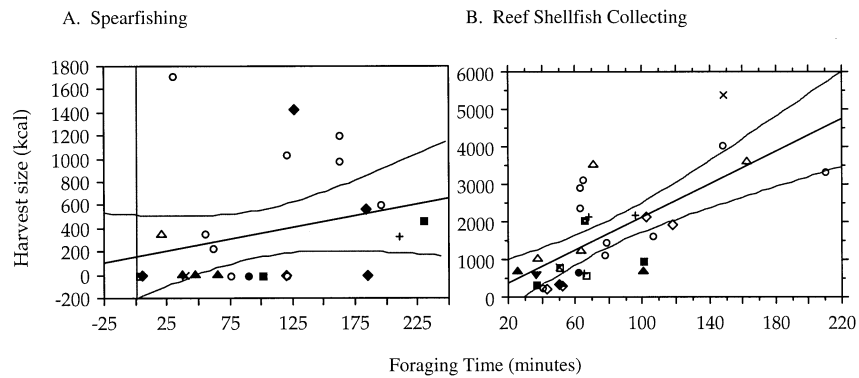 A. Spearfishing
B. Reef Shellfish Collecting
Harvest size (kcal)
1800
1600
1400
1200
1000
800
600
400
200
0
-200
-25 25 75 125 175 225
6000
4000
3000
2000
1000
0
20 60 100 140 180 220
Foraging Time (minutes)